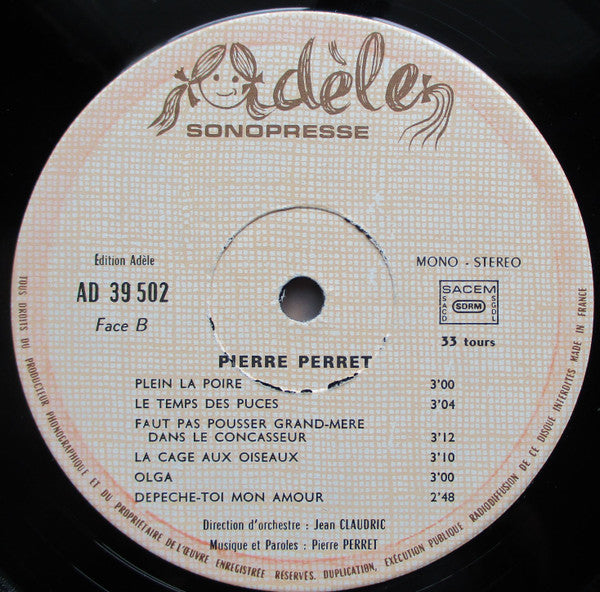 Adèle
SONOPRESSE
Édition Adèle
AD 39 502
Face B
MONO - STEREO
SACEM
SACD SDRM SGDL
33 tours
PIERRE PERRET
PLEIN LA POIRE 3'00
LE TEMPS DES PUCES 3'04
FAUT PAS POUSSER GRAND-MERE
DANS LE CONCASSEUR 3'12
LA CAGE AUX OISEAUX 3'10
OLGA 3'00
DEPECHE-TOI MON AMOUR 2'48
Direction d'orchestre : Jean CLAUDRIC
Musique et Paroles : Pierre PERRET
TOUS DROITS DU PRODUCTEUR PHONOGRAPHIQUE ET DU PROPRIÉTAIRE DE L'ŒUVRE ENREGISTRÉE RÉSERVÉS. DUPLICATION, EXÉCUTION PUBLIQUE RADIODIFFUSION DE CE DISQUE INTERDITES MADE IN FRANCE